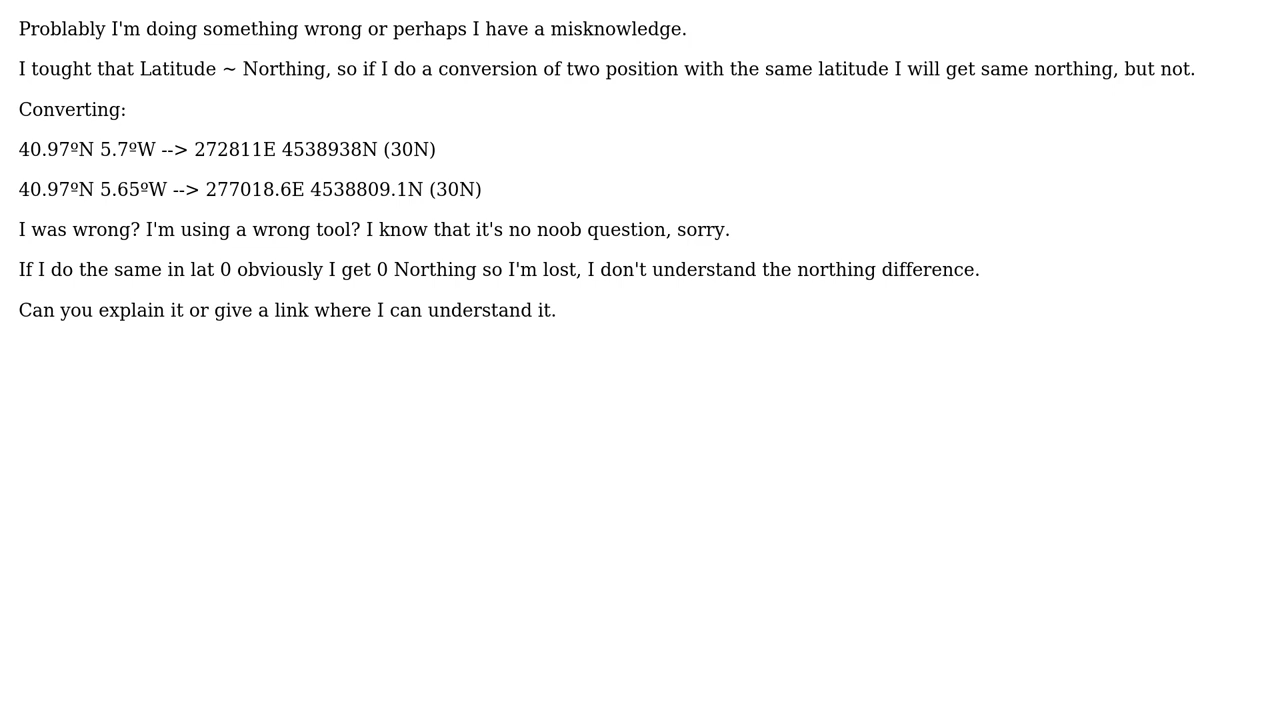 Problably I'm doing something wrong or perhaps I have a misknowledge.
I tought that Latitude ~ Northing, so if I do a conversion of two position with the same latitude I will get same northing, but not.
Converting:
40.97ºN 5.7ºW --> 272811E 4538938N (30N)
40.97ºN 5.65ºW --> 277018.6E 4538809.1N (30N)
I was wrong? I'm using a wrong tool? I know that it's no noob question, sorry.
If I do the same in lat 0 obviously I get 0 Northing so I'm lost, I don't understand the northing difference.
Can you explain it or give a link where I can understand it.